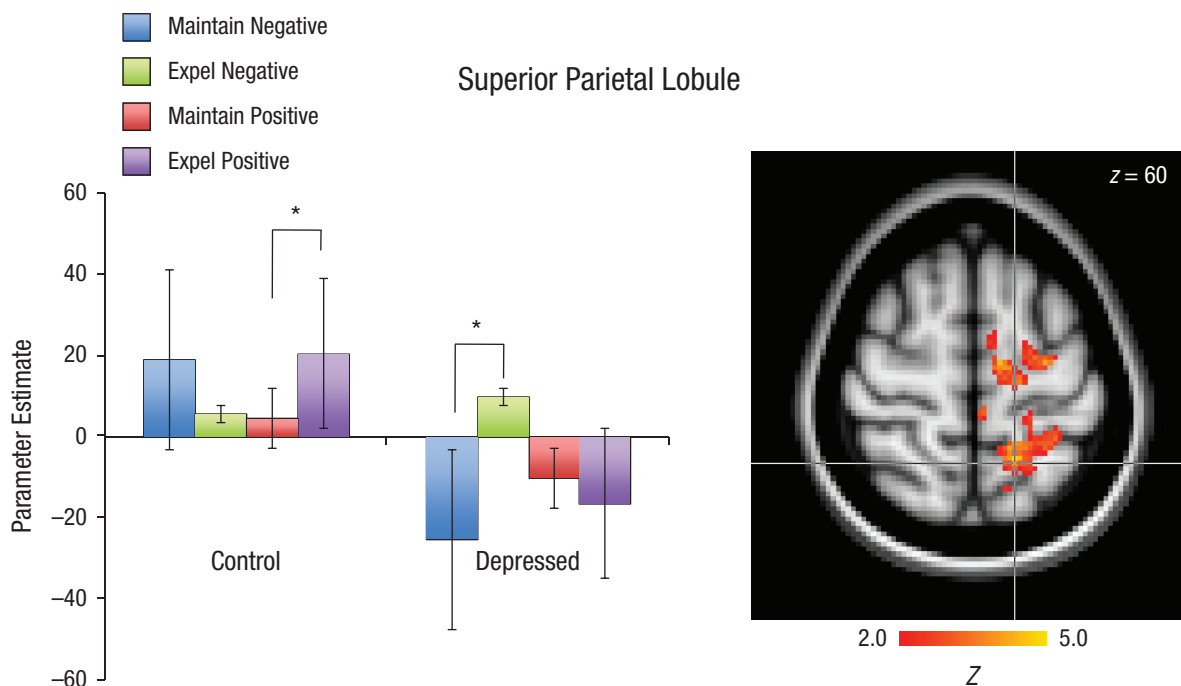 Maintain Negative
Expel Negative
Maintain Positive
Expel Positive
Superior Parietal Lobule
Parameter Estimate
60
40
20
0
–20
–40
–60
*
*
Control
Depressed
z = 60
2.0
5.0
Z